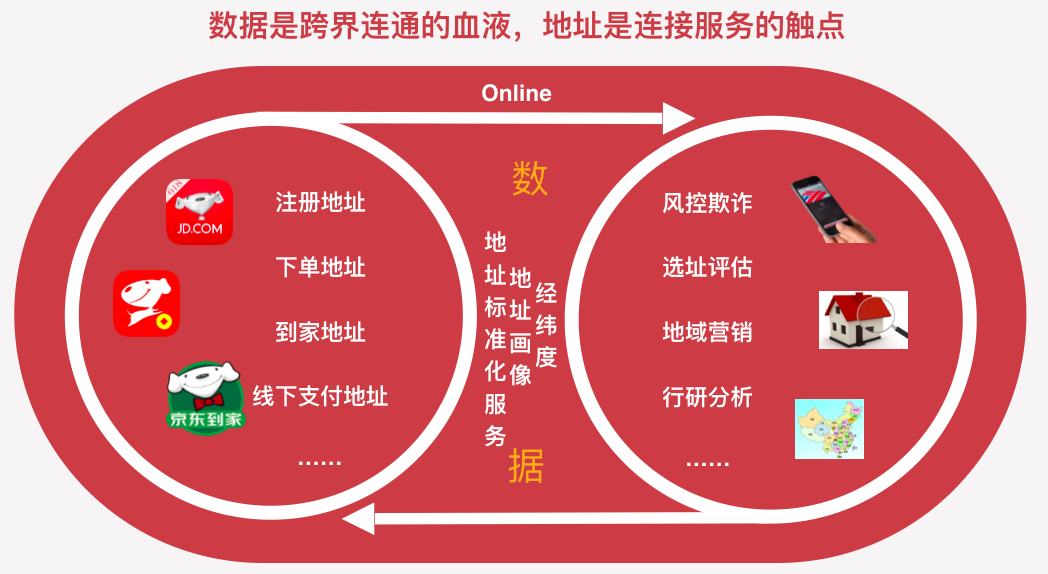 数据是跨界连通的血液，地址是连接服务的触点
Online
618
JD.COM
注册地址
下单地址
到家地址
京东到家
线下支付地址
......
数
地址标准化服务
地址画像
经纬度
据
风控欺诈
选址评估
地域营销
行研分析
......